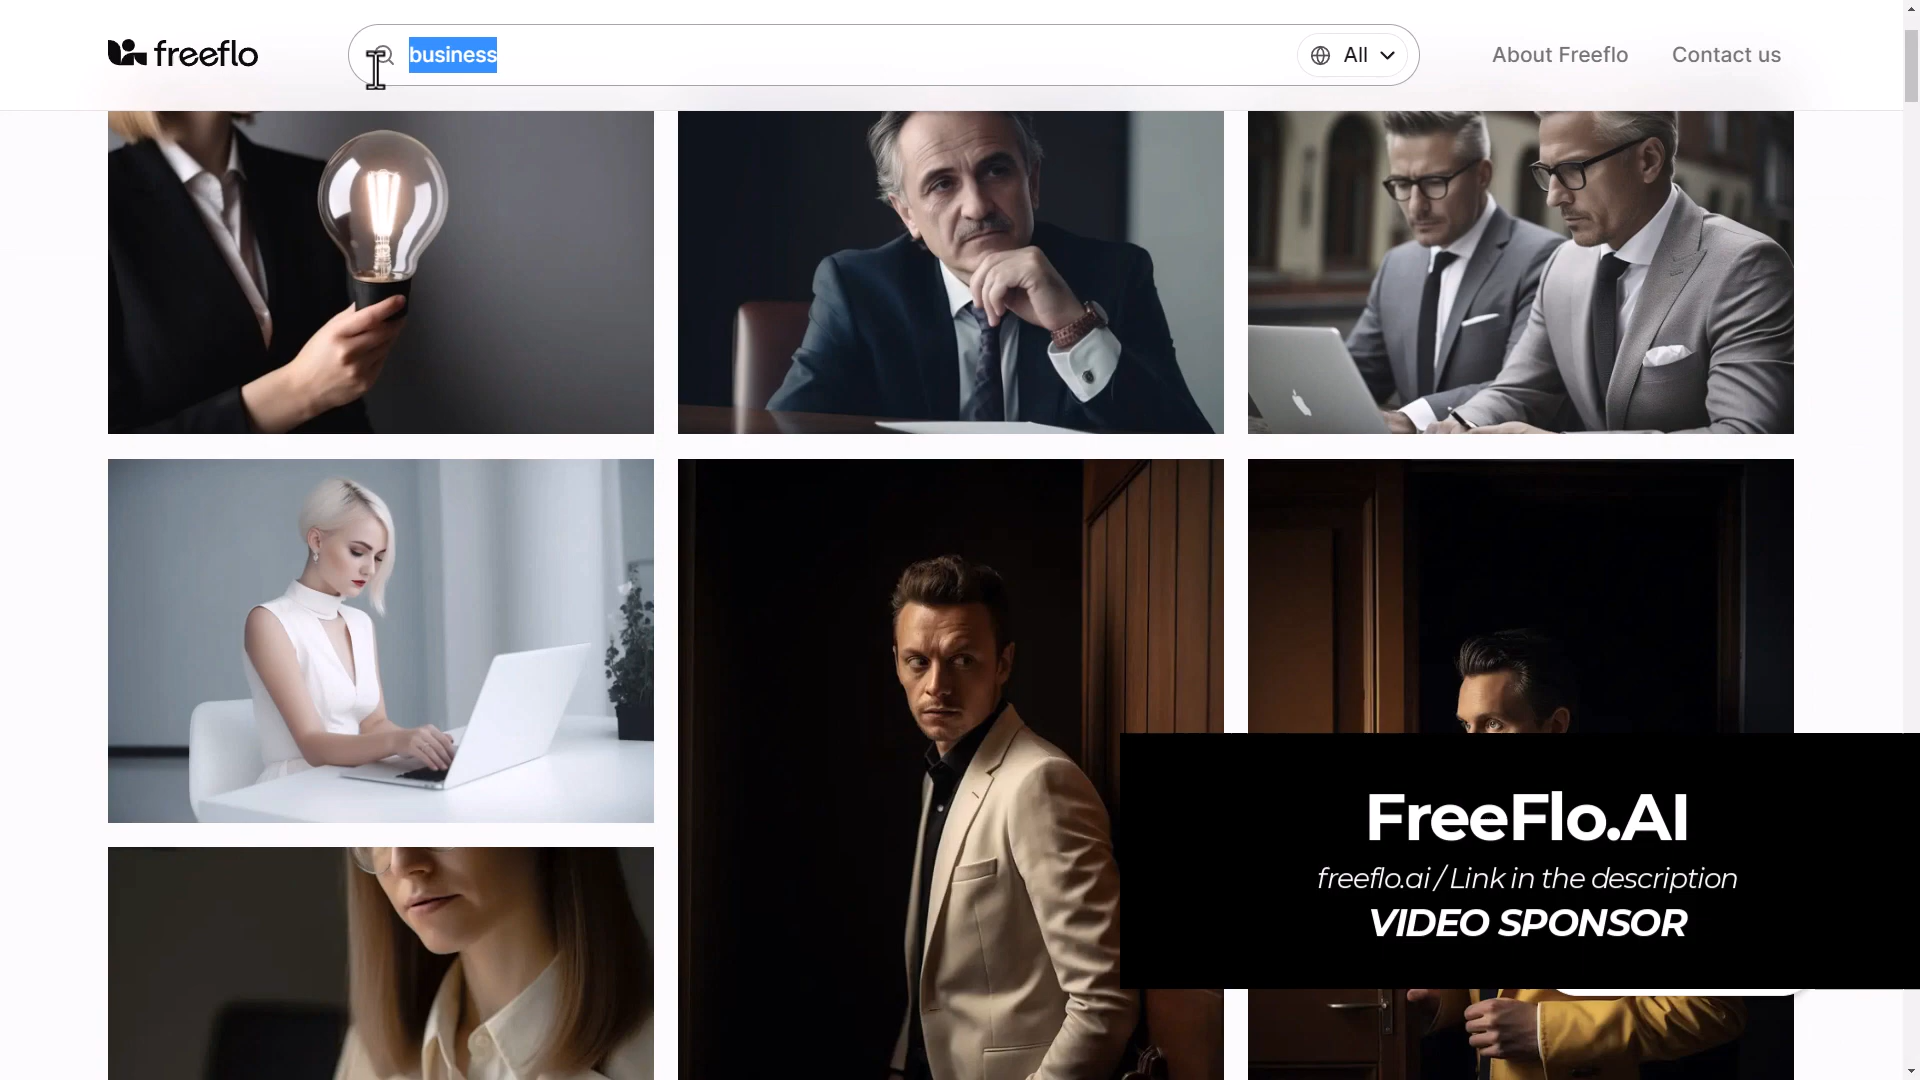 freeflo
business
All
About Freeflo
Contact us
FreeFlo.AI
freeflo.ai / Link in the description
VIDEO SPONSOR